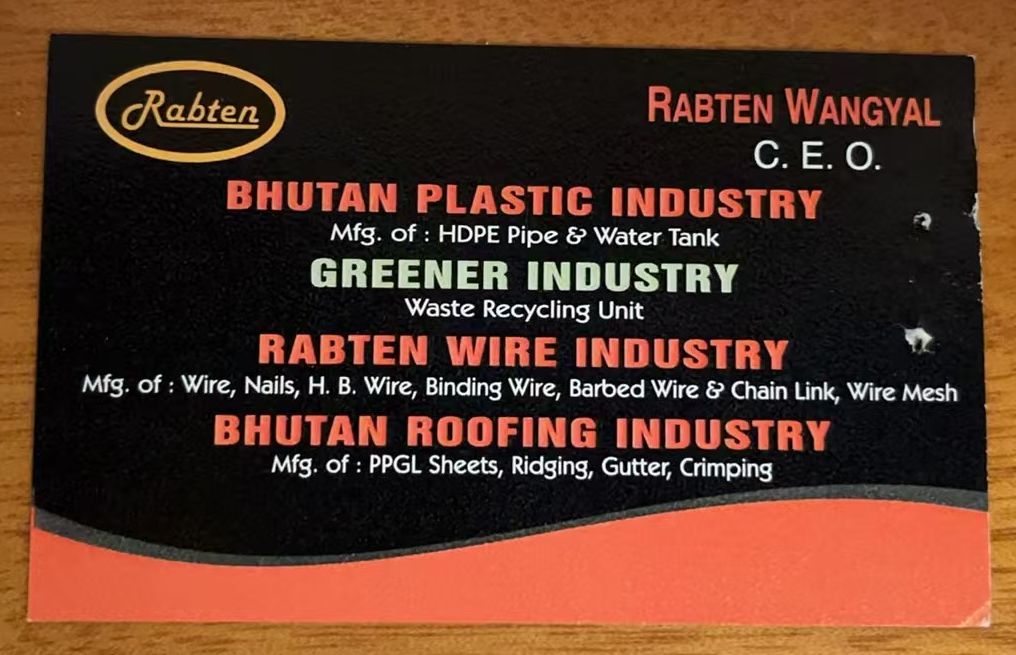 Rabten
RABTEN WANGYAL
C. E. O.
BHUTAN PLASTIC INDUSTRY
Mfg. of : HDPE Pipe & Water Tank
GREENER INDUSTRY
Waste Recycling Unit
RABTEN WIRE INDUSTRY
Mfg. of : Wire, Nails, H. B. Wire, Binding Wire, Barbed Wire & Chain Link, Wire Mesh
BHUTAN ROOFING INDUSTRY
Mfg. of : PPGL Sheets, Ridging, Gutter, Crimping